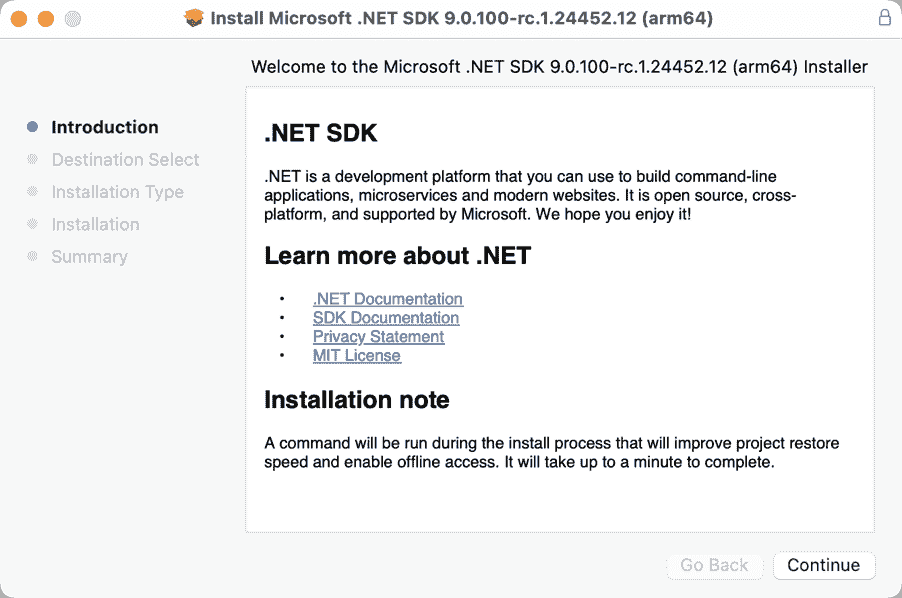 Install Microsoft .NET SDK 9.0.100-rc.1.24452.12 (arm64)
Welcome to the Microsoft .NET SDK 9.0.100-rc.1.24452.12 (arm64) Installer
Introduction
Destination Select
Installation Type
Installation
Summary
.NET SDK
.NET is a development platform that you can use to build command-line
applications, microservices and modern websites. It is open source, cross-
platform, and supported by Microsoft. We hope you enjoy it!
Learn more about .NET
• .NET Documentation
• SDK Documentation
• Privacy Statement
• MIT License
Installation note
A command will be run during the install process that will improve project restore
speed and enable offline access. It will take up to a minute to complete.
Go Back
Continue